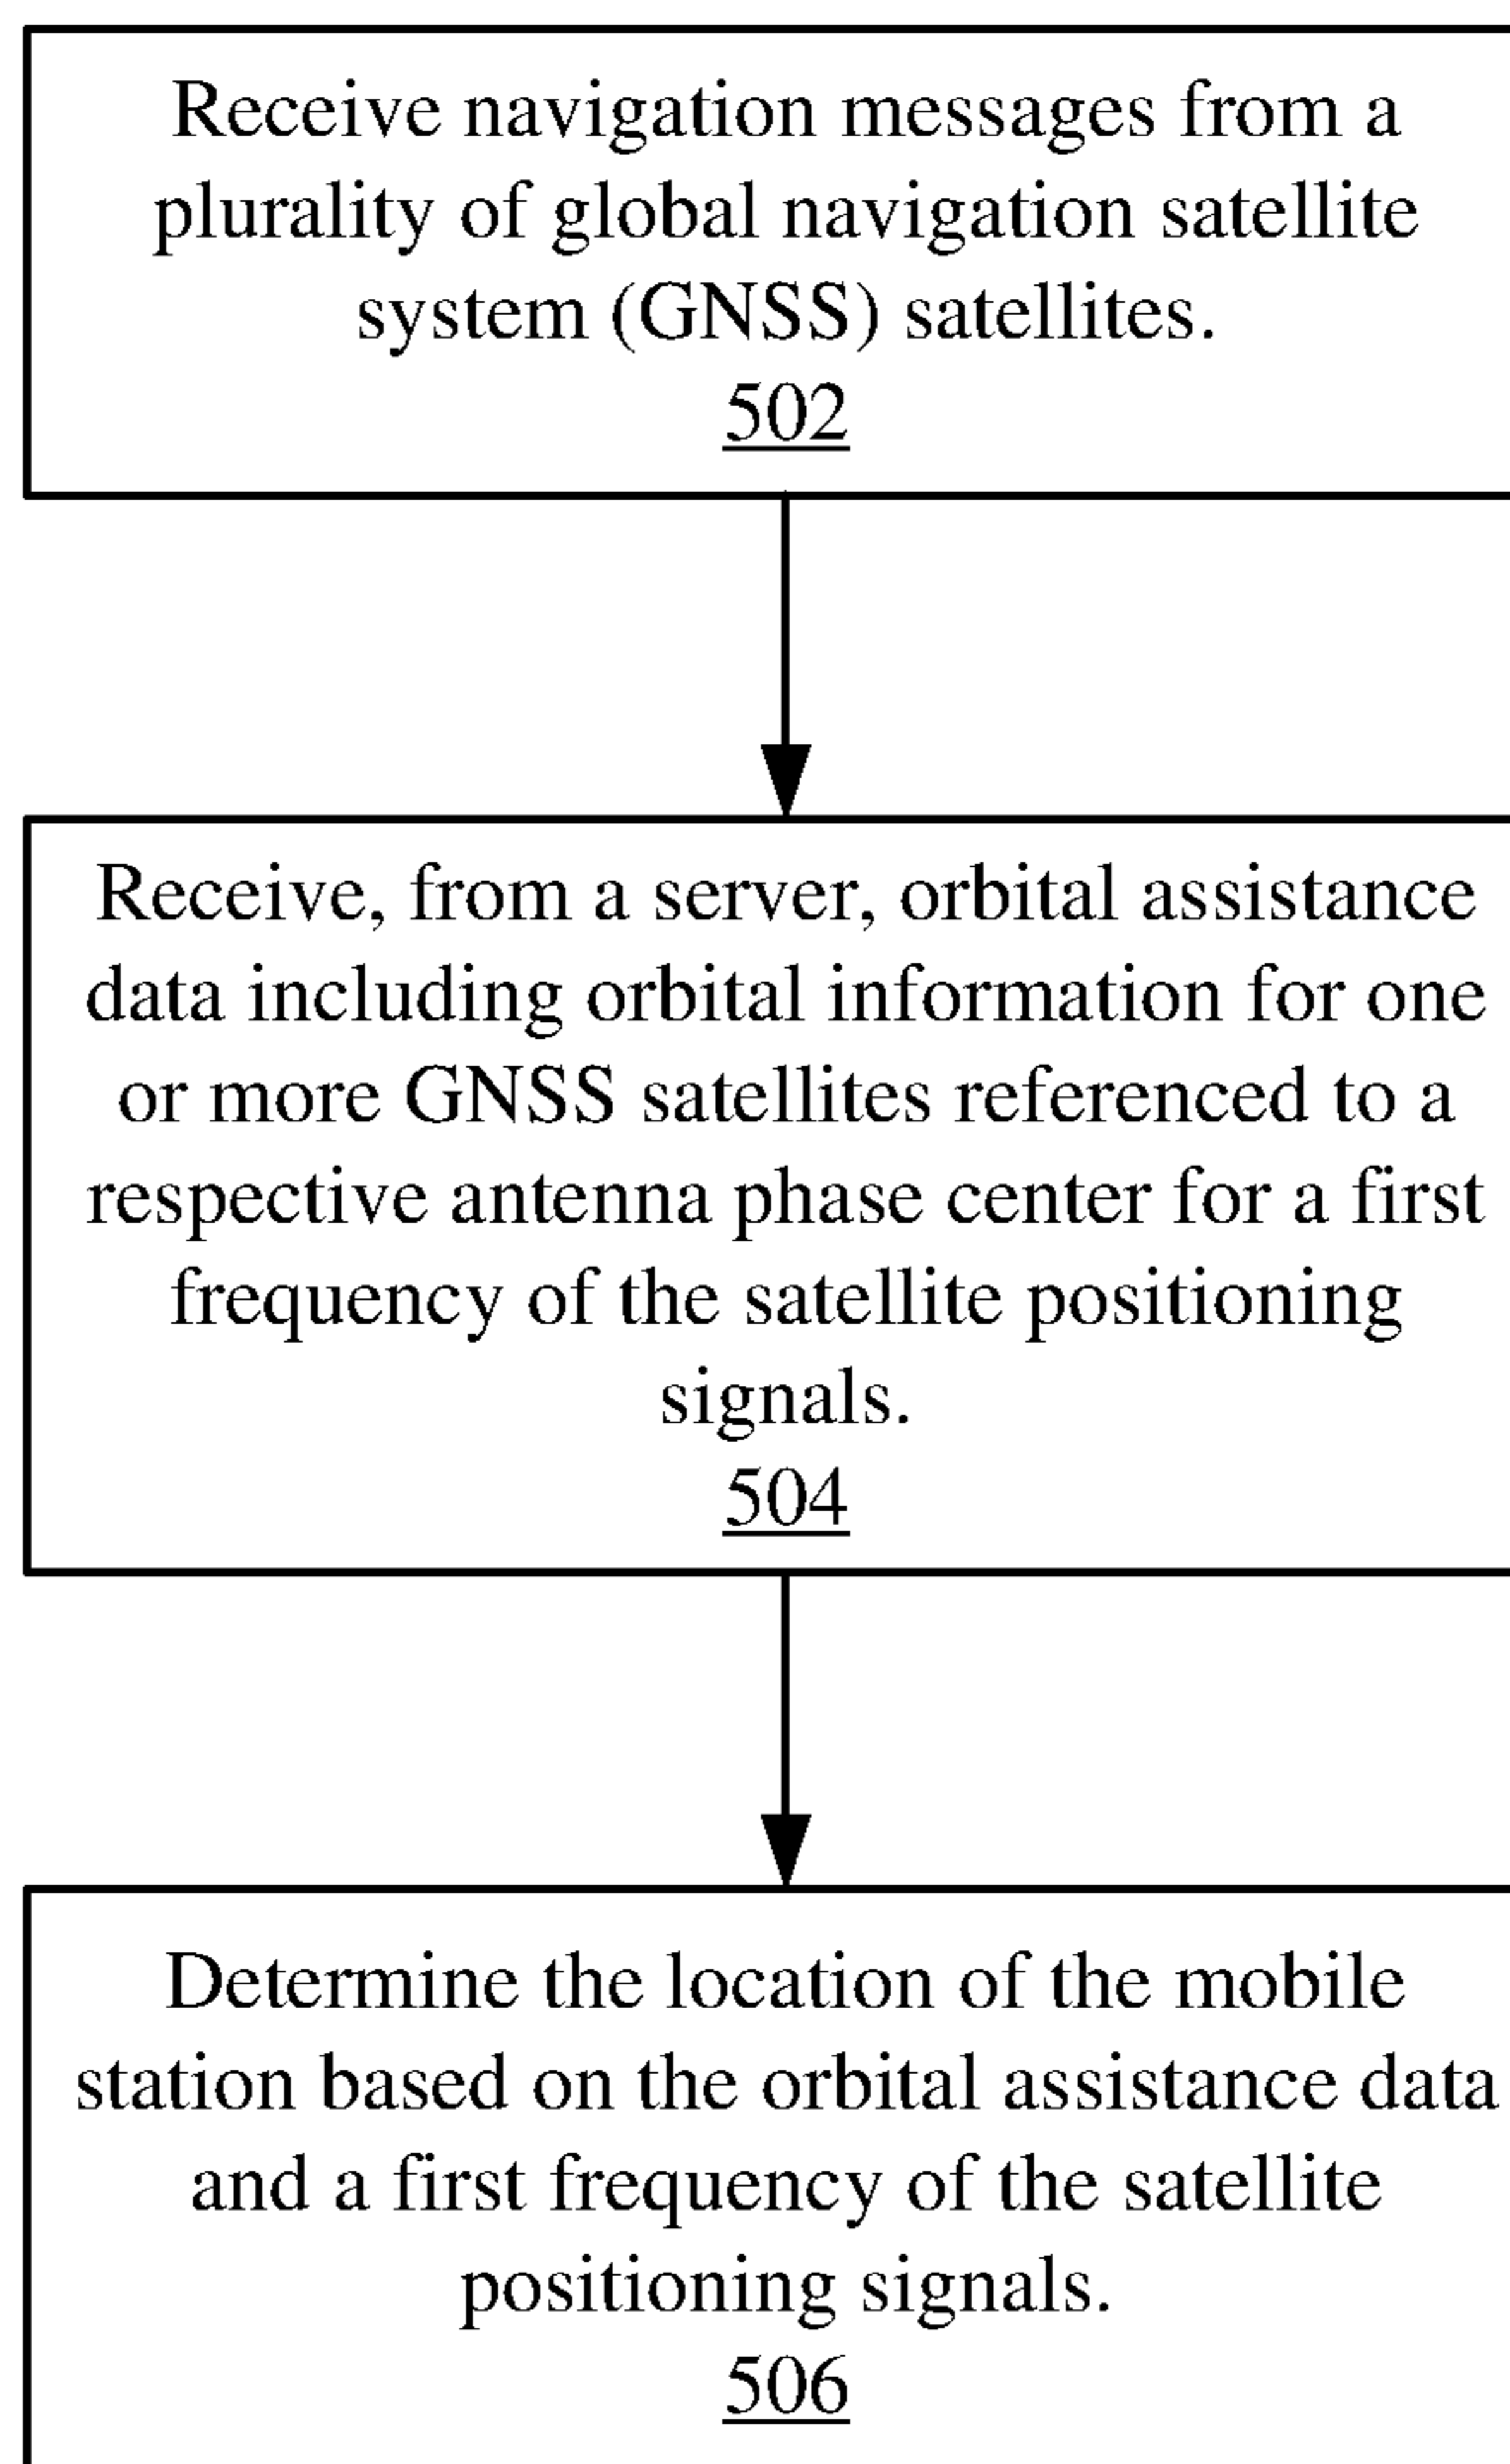 Receive navigation messages from a
plurality of global navigation satellite
system (GNSS) satellites.
502
Receive, from a server, orbital assistance
data including orbital information for one
or more GNSS satellites referenced to a
respective antenna phase center for a first
frequency of the satellite positioning
signals.
504
Determine the location of the mobile
station based on the orbital assistance data
and a first frequency of the satellite
positioning signals.
506